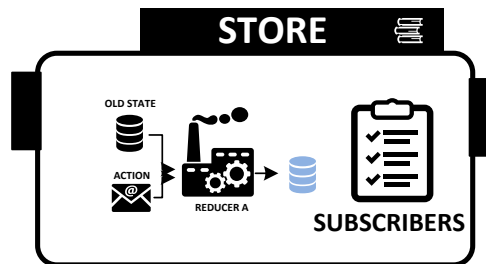 STORE
OLD STATE
ACTION
@
REDUCER A
SUBSCRIBERS